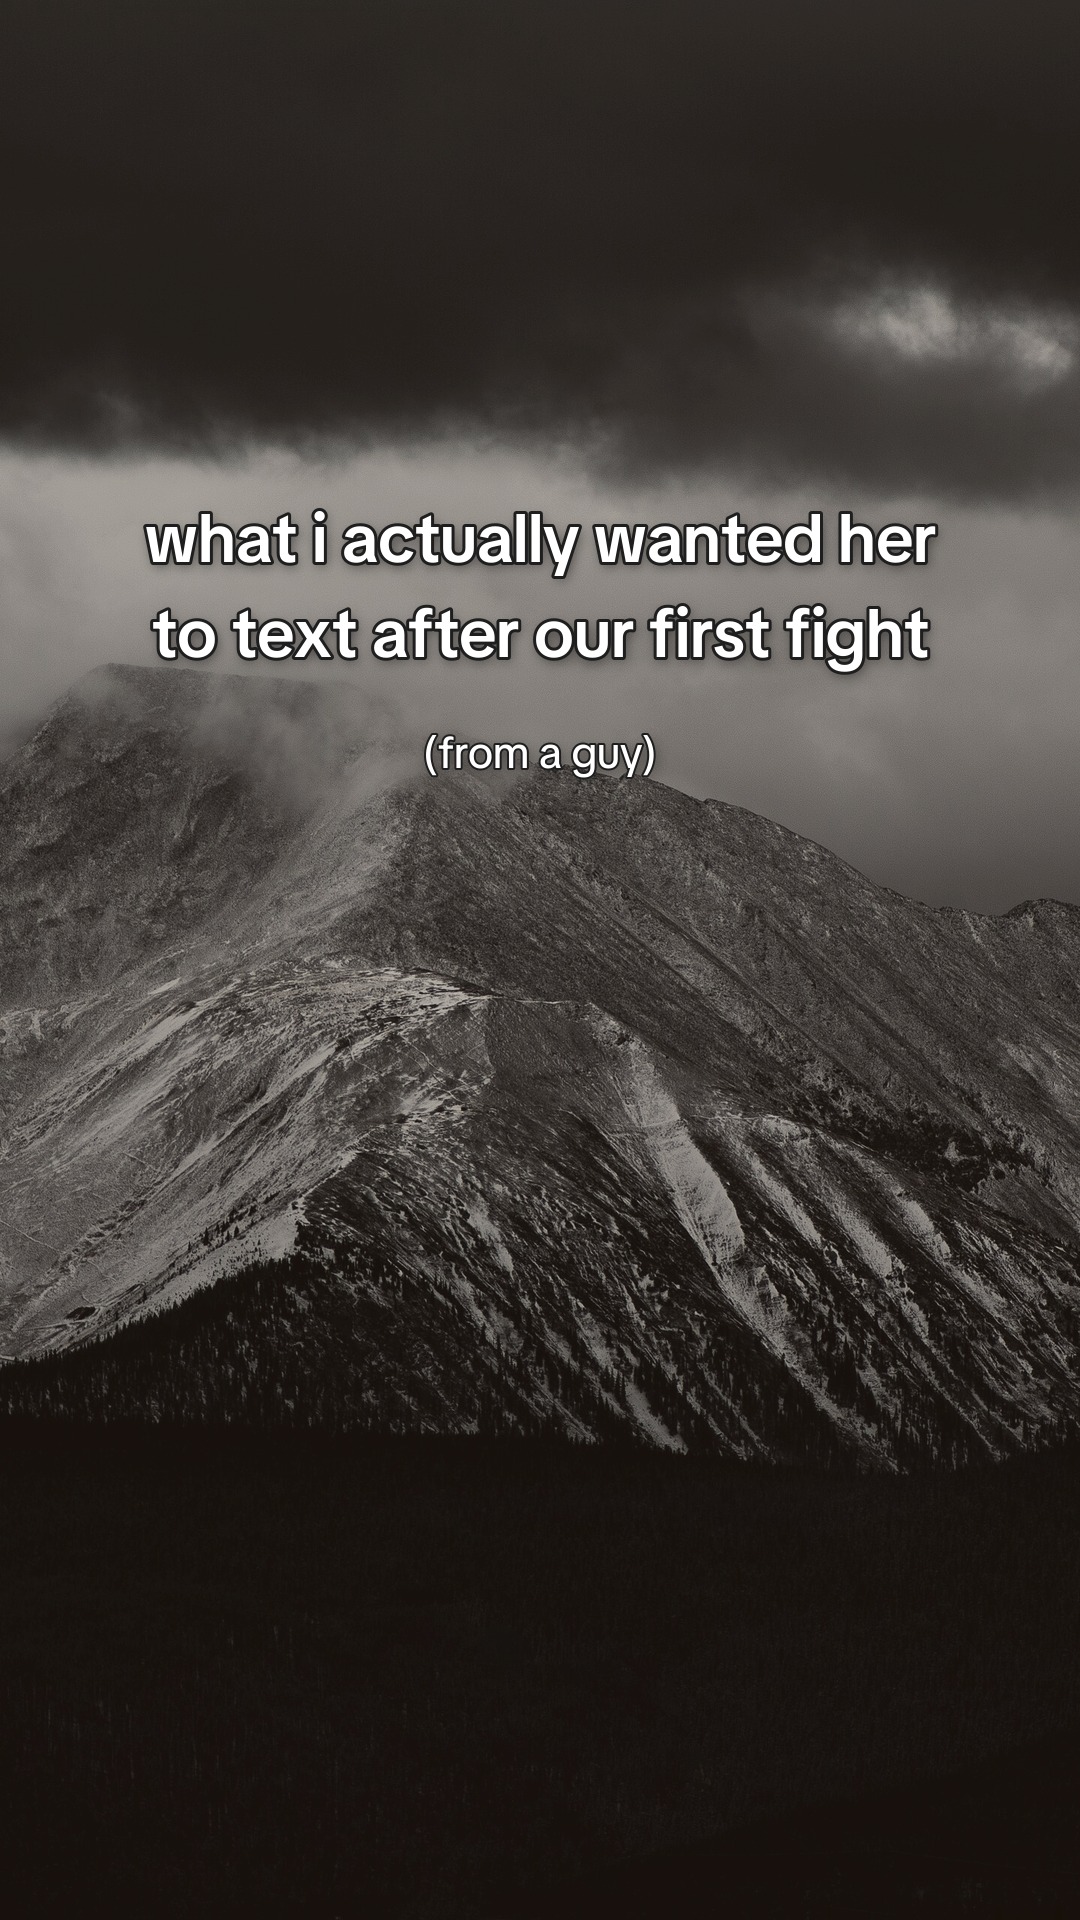 what i actually wanted her
to text after our first fight
(from a guy)